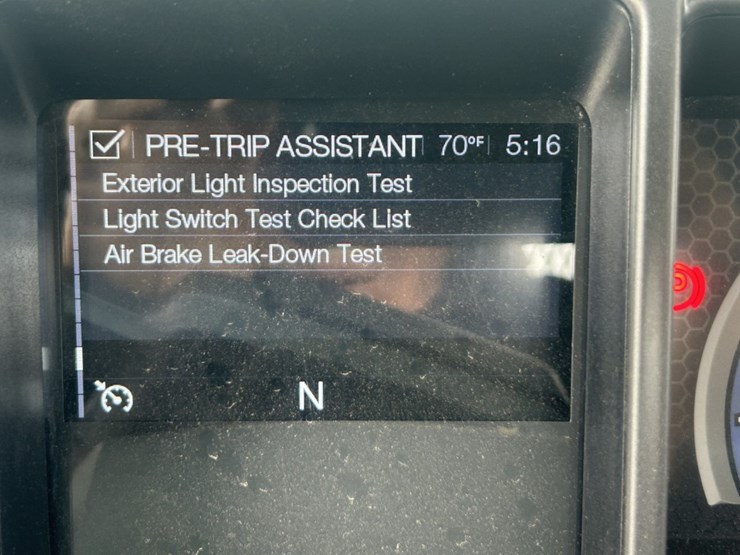 PRE-TRIP ASSISTANT 70°F 5:16
Exterior Light Inspection Test
Light Switch Test Check List
Air Brake Leak-Down Test
N